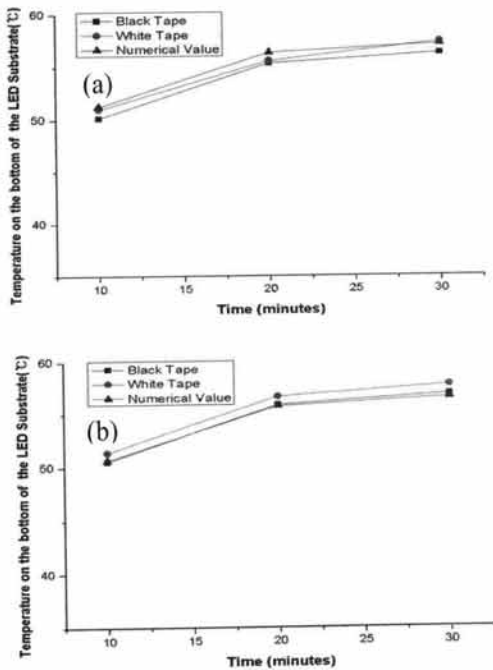 Black Tape
White Tape
Numerical Value
(a)
60
50
40
Temperature on the bottom of the LED Substrate(℃)
10 15 20 25 30
Time (minutes)
Black Tape
White Tape
Numerical Value
(b)
60
50
40
Temperature on the bottom of the LED Substrate(℃)
10 15 20 25 30
Time (minutes)